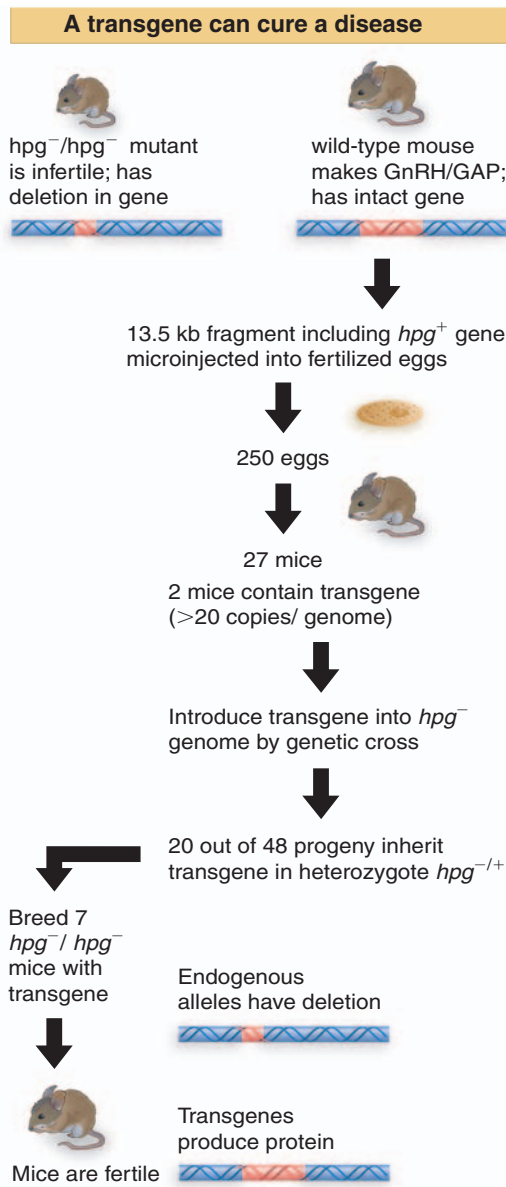 A transgene can cure a disease
hpg⁻/hpg⁻ mutant
is infertile; has
deletion in gene
wild-type mouse
makes GnRH/GAP;
has intact gene
13.5 kb fragment including hpg⁺ gene
microinjected into fertilized eggs
250 eggs
27 mice
2 mice contain transgene
(>20 copies/ genome)
Introduce transgene into hpg⁻
genome by genetic cross
20 out of 48 progeny inherit
transgene in heterozygote hpg⁻/⁺
Breed 7
hpg⁻/ hpg⁻
mice with
transgene
Endogenous
alleles have deletion
Transgenes
produce protein
Mice are fertile